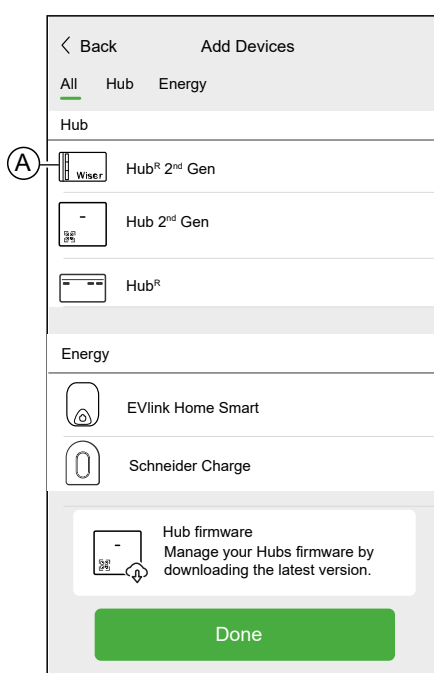 Back Add Devices
All Hub Energy
Hub
A
Wiser
Hubᴿ 2ⁿᵈ Gen
Hub 2ⁿᵈ Gen
Hubᴿ
Energy
EVlink Home Smart
Schneider Charge
Hub firmware
Manage your Hubs firmware by
downloading the latest version.
Done